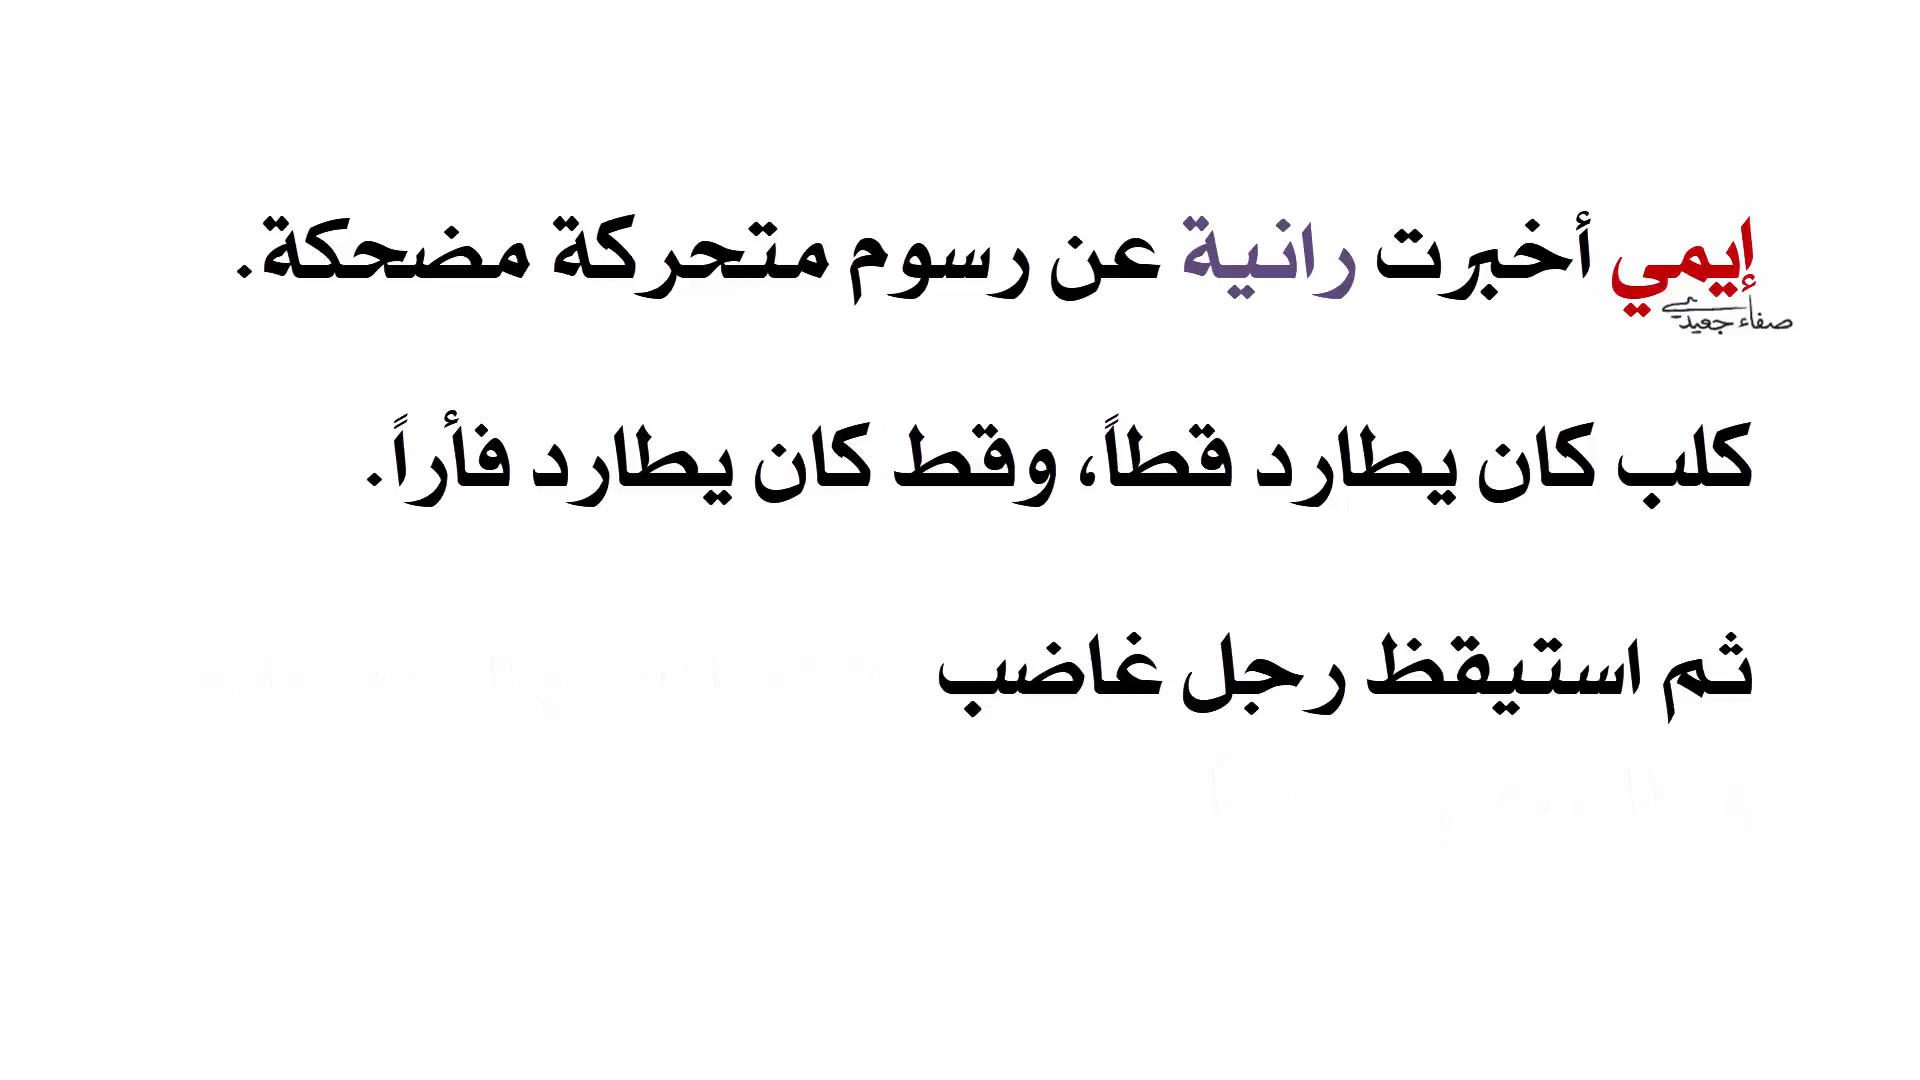 إيمي أخبرت رانية عن رسوم متحركة مضحكة.
صفاء جعيدي
كلب كان يطارد قطاً، وقط كان يطارد فأراً.
ثم استيقظ رجل غاضب